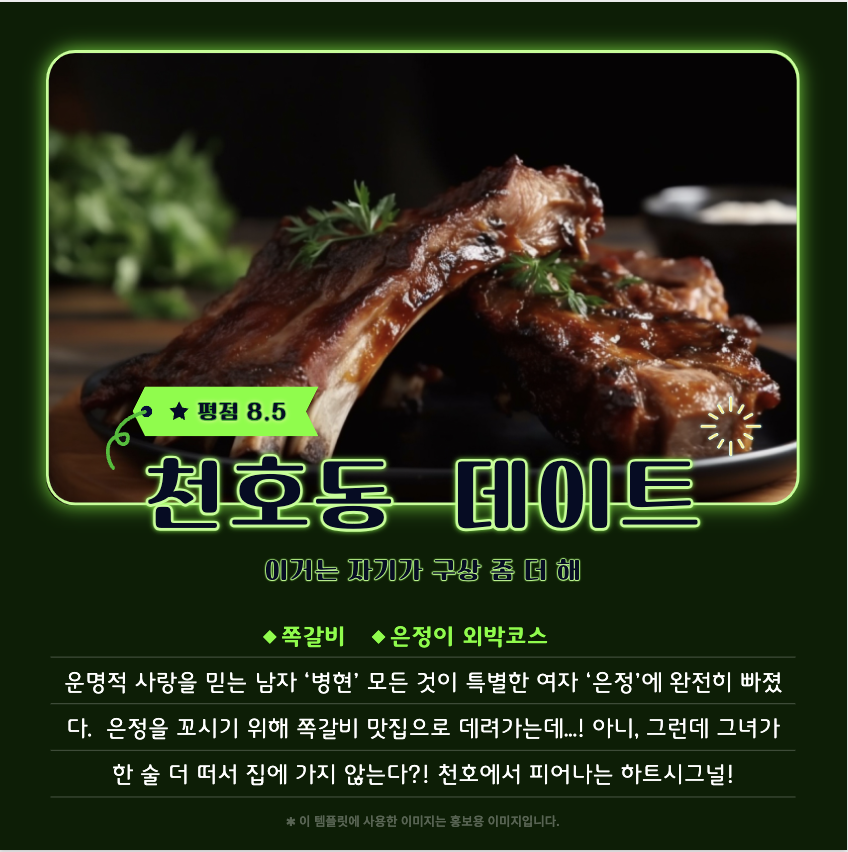 ★ 평점 8.5
천호동 데이트
이거는 자기가 구상 좀 더 해
◆쪽갈비 ◆은정이 외박코스
운명적 사랑을 믿는 남자 ‘병현’ 모든 것이 특별한 여자 ‘은정’에 완전히 빠졌
다. 은정을 꼬시기 위해 쪽갈비 맛집으로 데려가는데...! 아니, 그런데 그녀가
한 술 더 떠서 집에 가지 않는다?! 천호에서 피어나는 하트시그널!
✱ 이 템플릿에 사용한 이미지는 홍보용 이미지입니다.